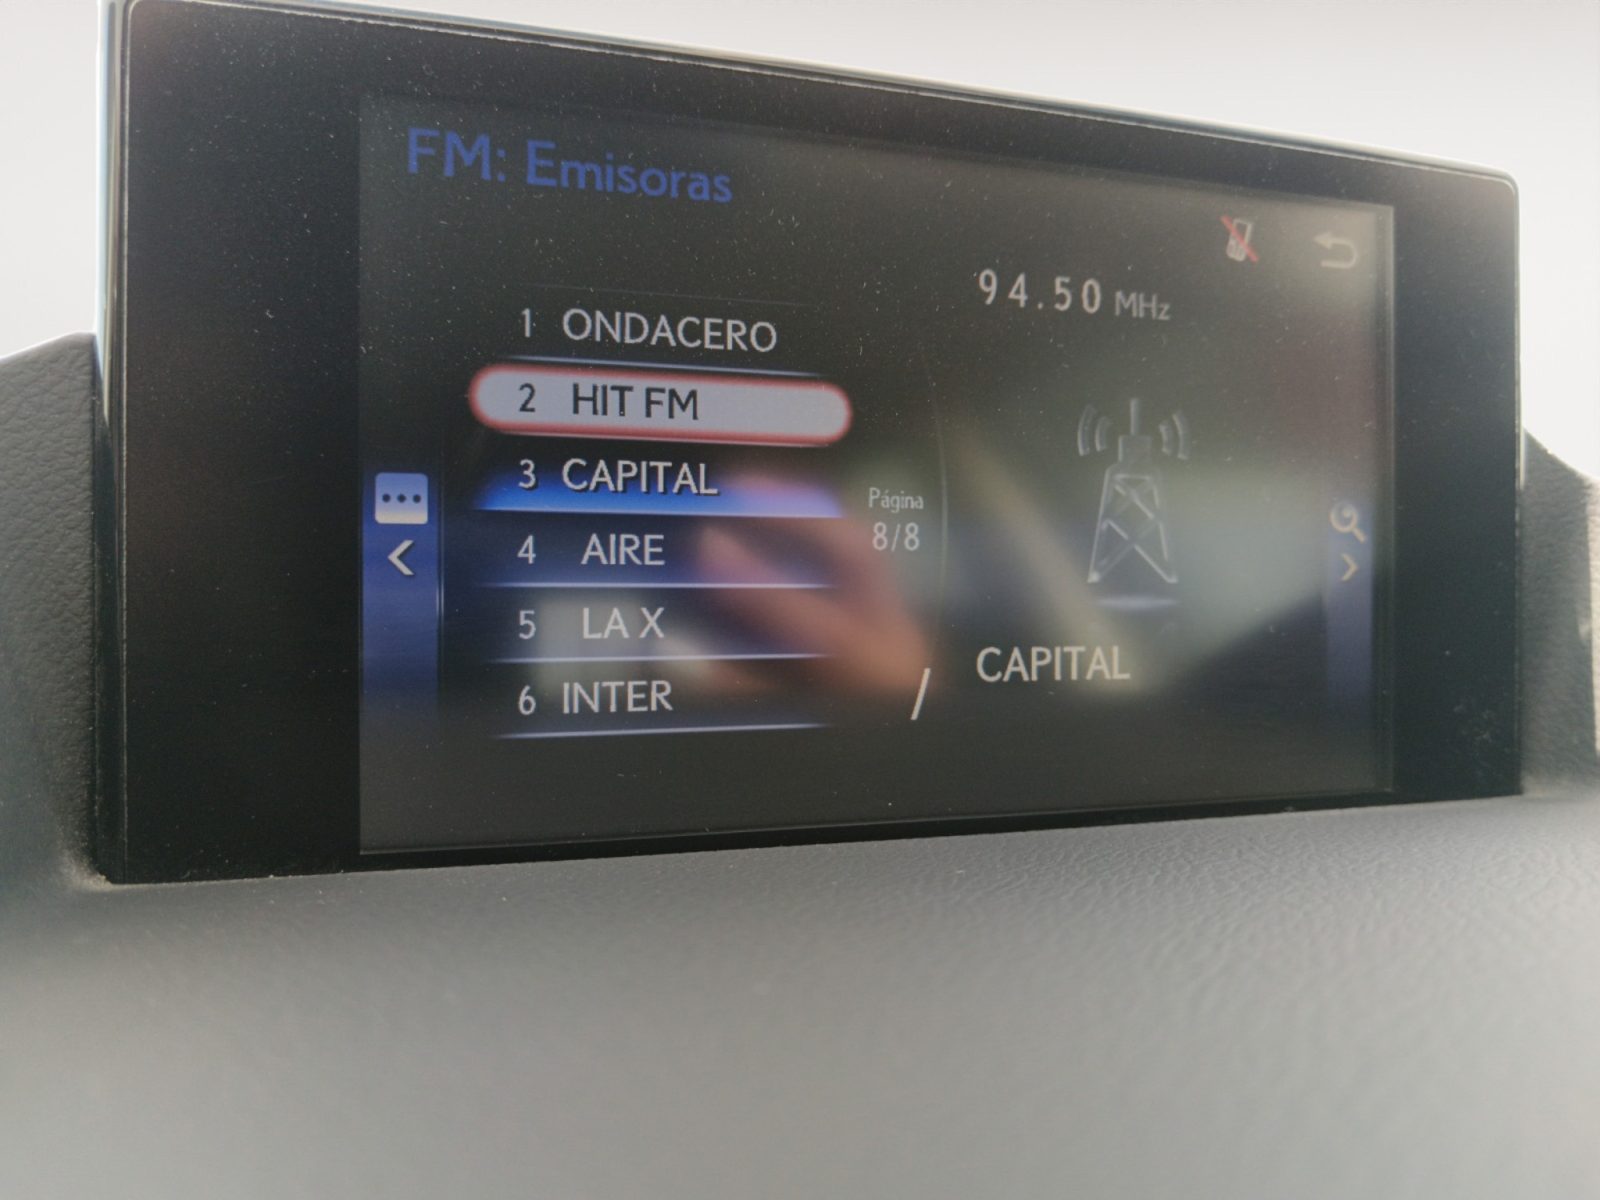 FM: Emisoras
94.50 MHz
1 ONDACERO
2 HIT FM
3 CAPITAL
4 AIRE
5 LA X
6 INTER
Página
8/8
/ CAPITAL